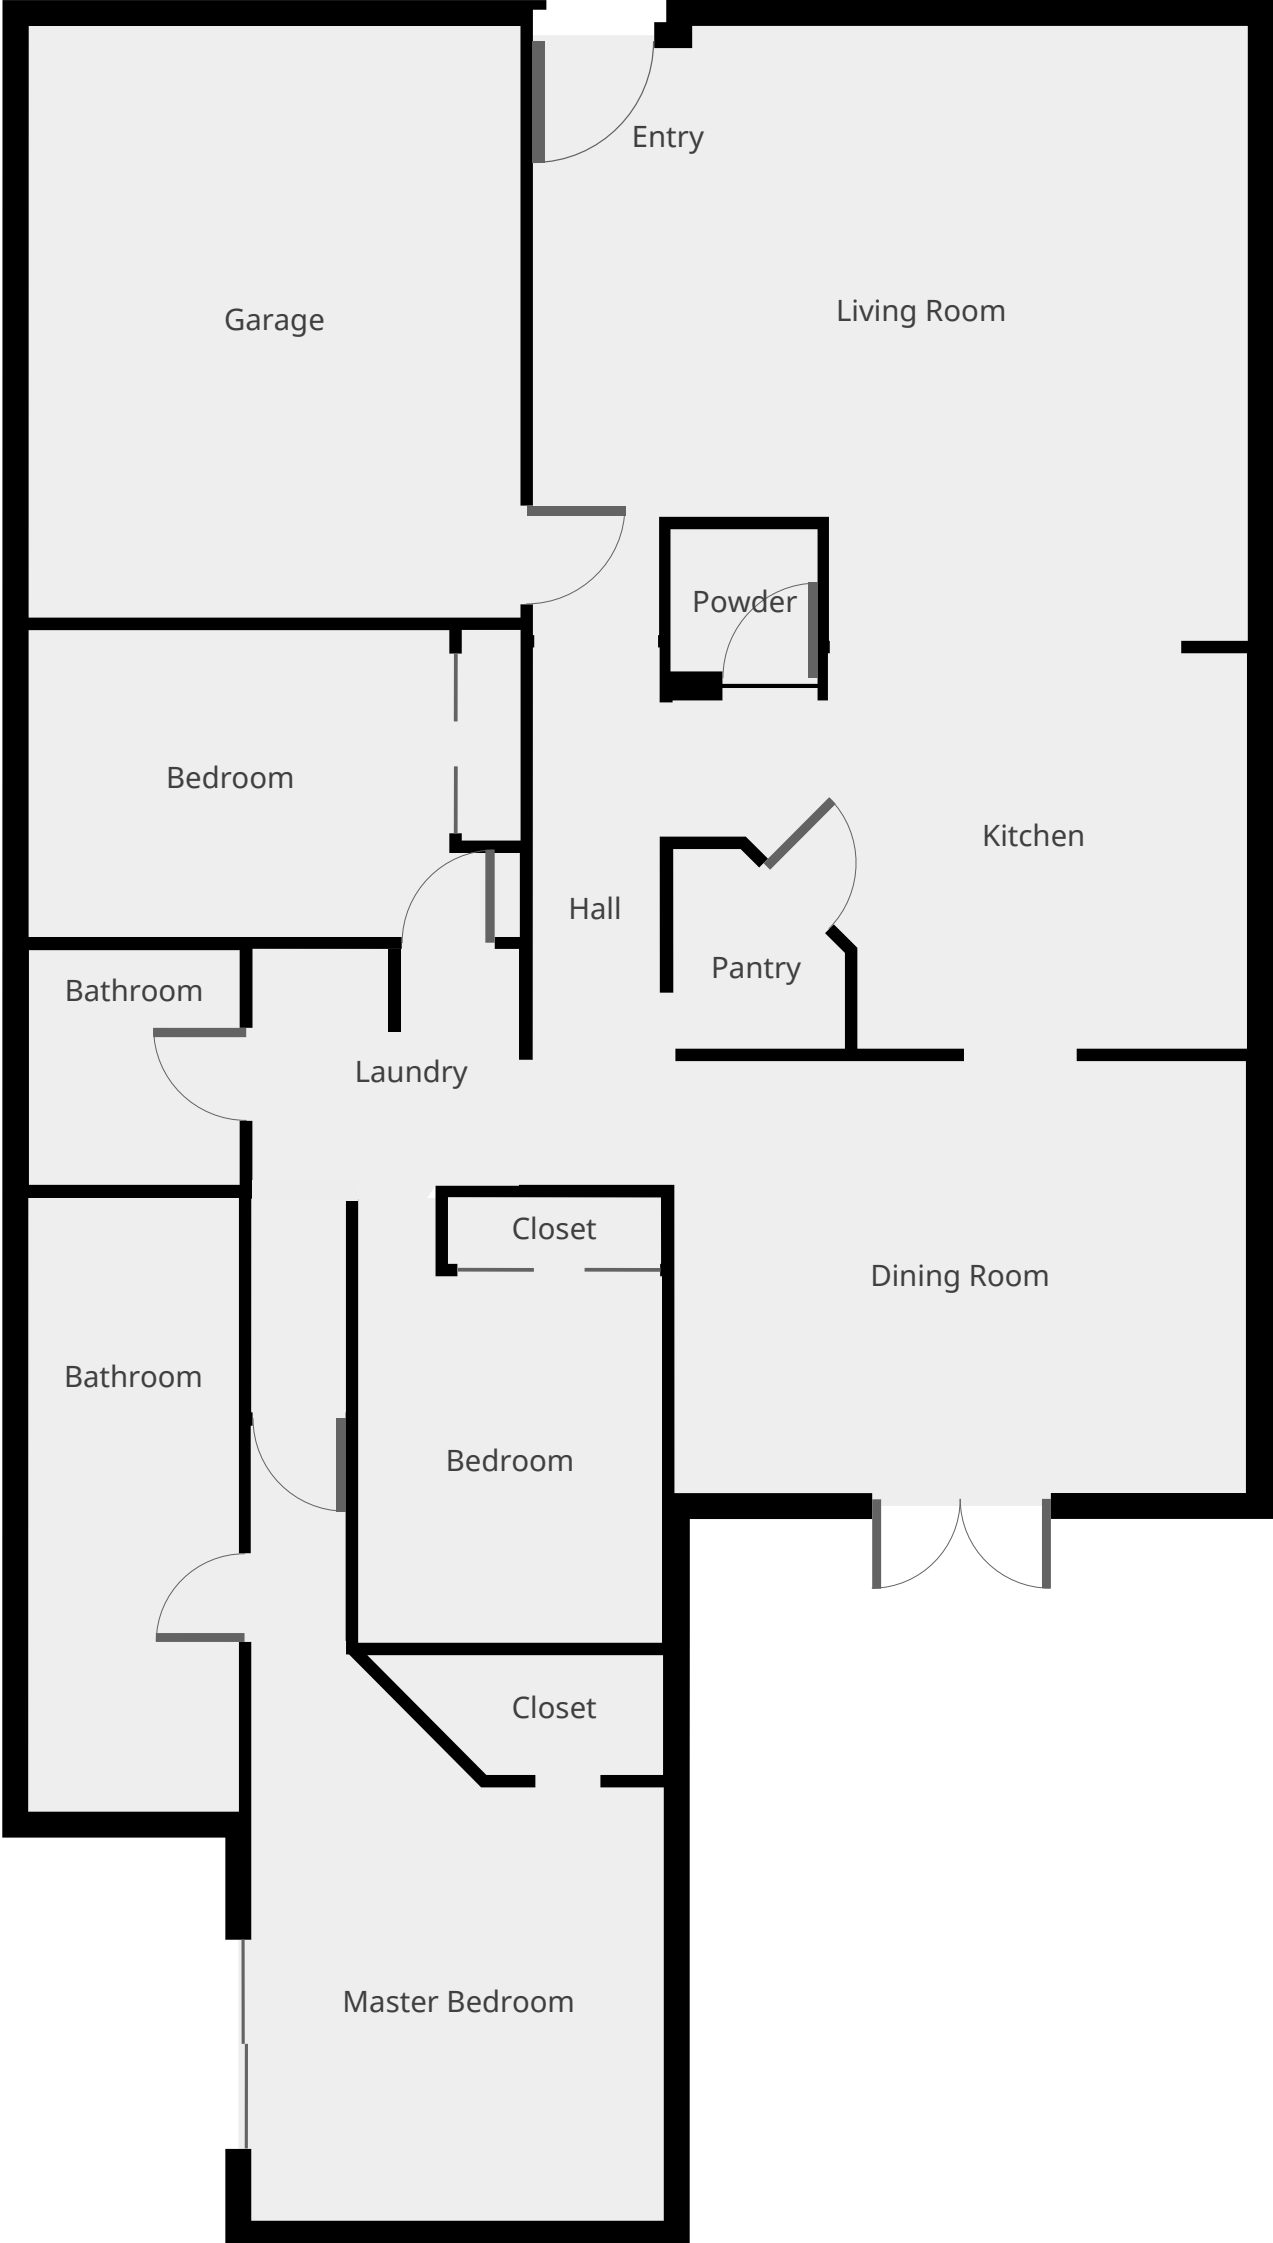 Entry
Living Room
Garage
Powder
Bedroom
Kitchen
Hall
Pantry
Bathroom
Laundry
Closet
Dining Room
Bathroom
Bedroom
Closet
Master Bedroom